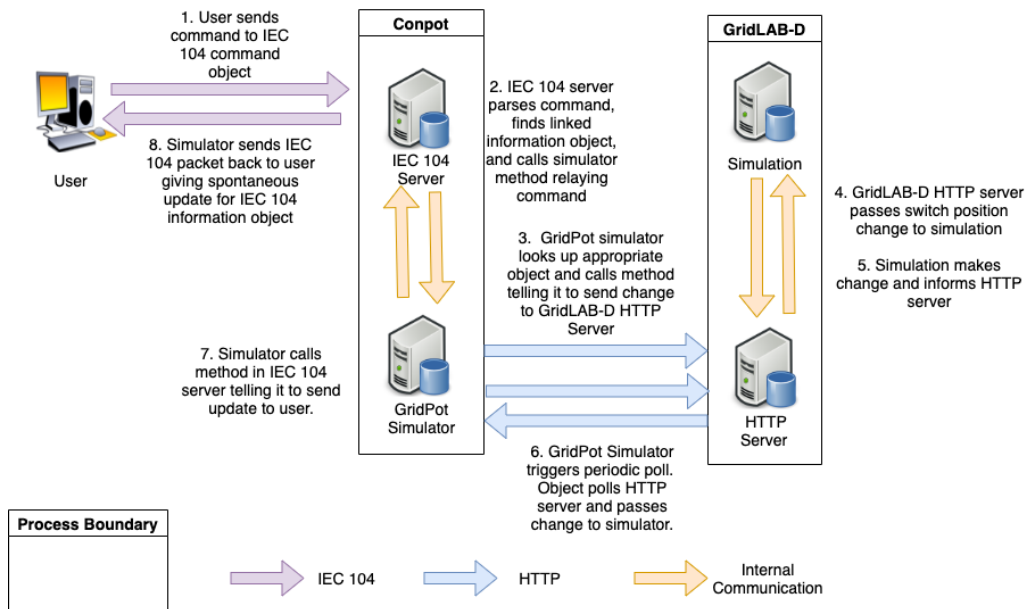 Conpot
GridLAB-D
1. User sends
command to IEC
104 command
object
User
8. Simulator sends IEC
104 packet back to user
giving spontaneous
update for IEC 104
information object
IEC 104
Server
2. IEC 104 server
parses command,
finds linked
information object,
and calls simulator
method relaying
command
Simulation
4. GridLAB-D HTTP server
passes switch position
change to simulation
5. Simulation makes
change and informs HTTP
server
3. GridPot simulator
looks up appropriate
object and calls method
telling it to send change
to GridLAB-D HTTP
Server
7. Simulator calls
method in IEC 104
server telling it to send
update to user.
GridPot
Simulator
HTTP
Server
6. GridPot Simulator
triggers periodic poll.
Object polls HTTP
server and passes
change to simulator.
Process Boundary
IEC 104
HTTP
Internal
Communication